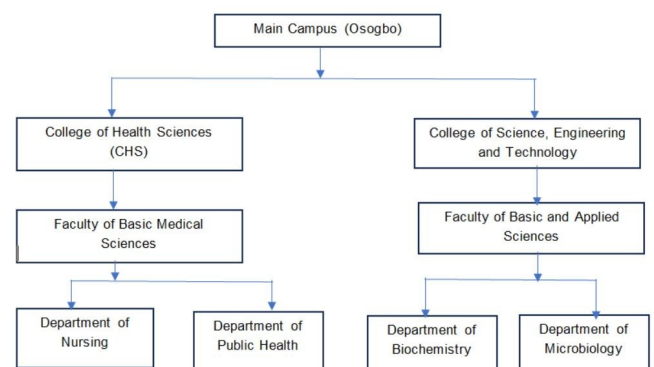 Main Campus (Osogbo)
College of Health Sciences
(CHS)
College of Science, Engineering
and Technology
Faculty of Basic Medical
Sciences
Faculty of Basic and Applied
Sciences
Department of
Nursing
Department of
Public Health
Department of
Biochemistry
Department of
Microbiology